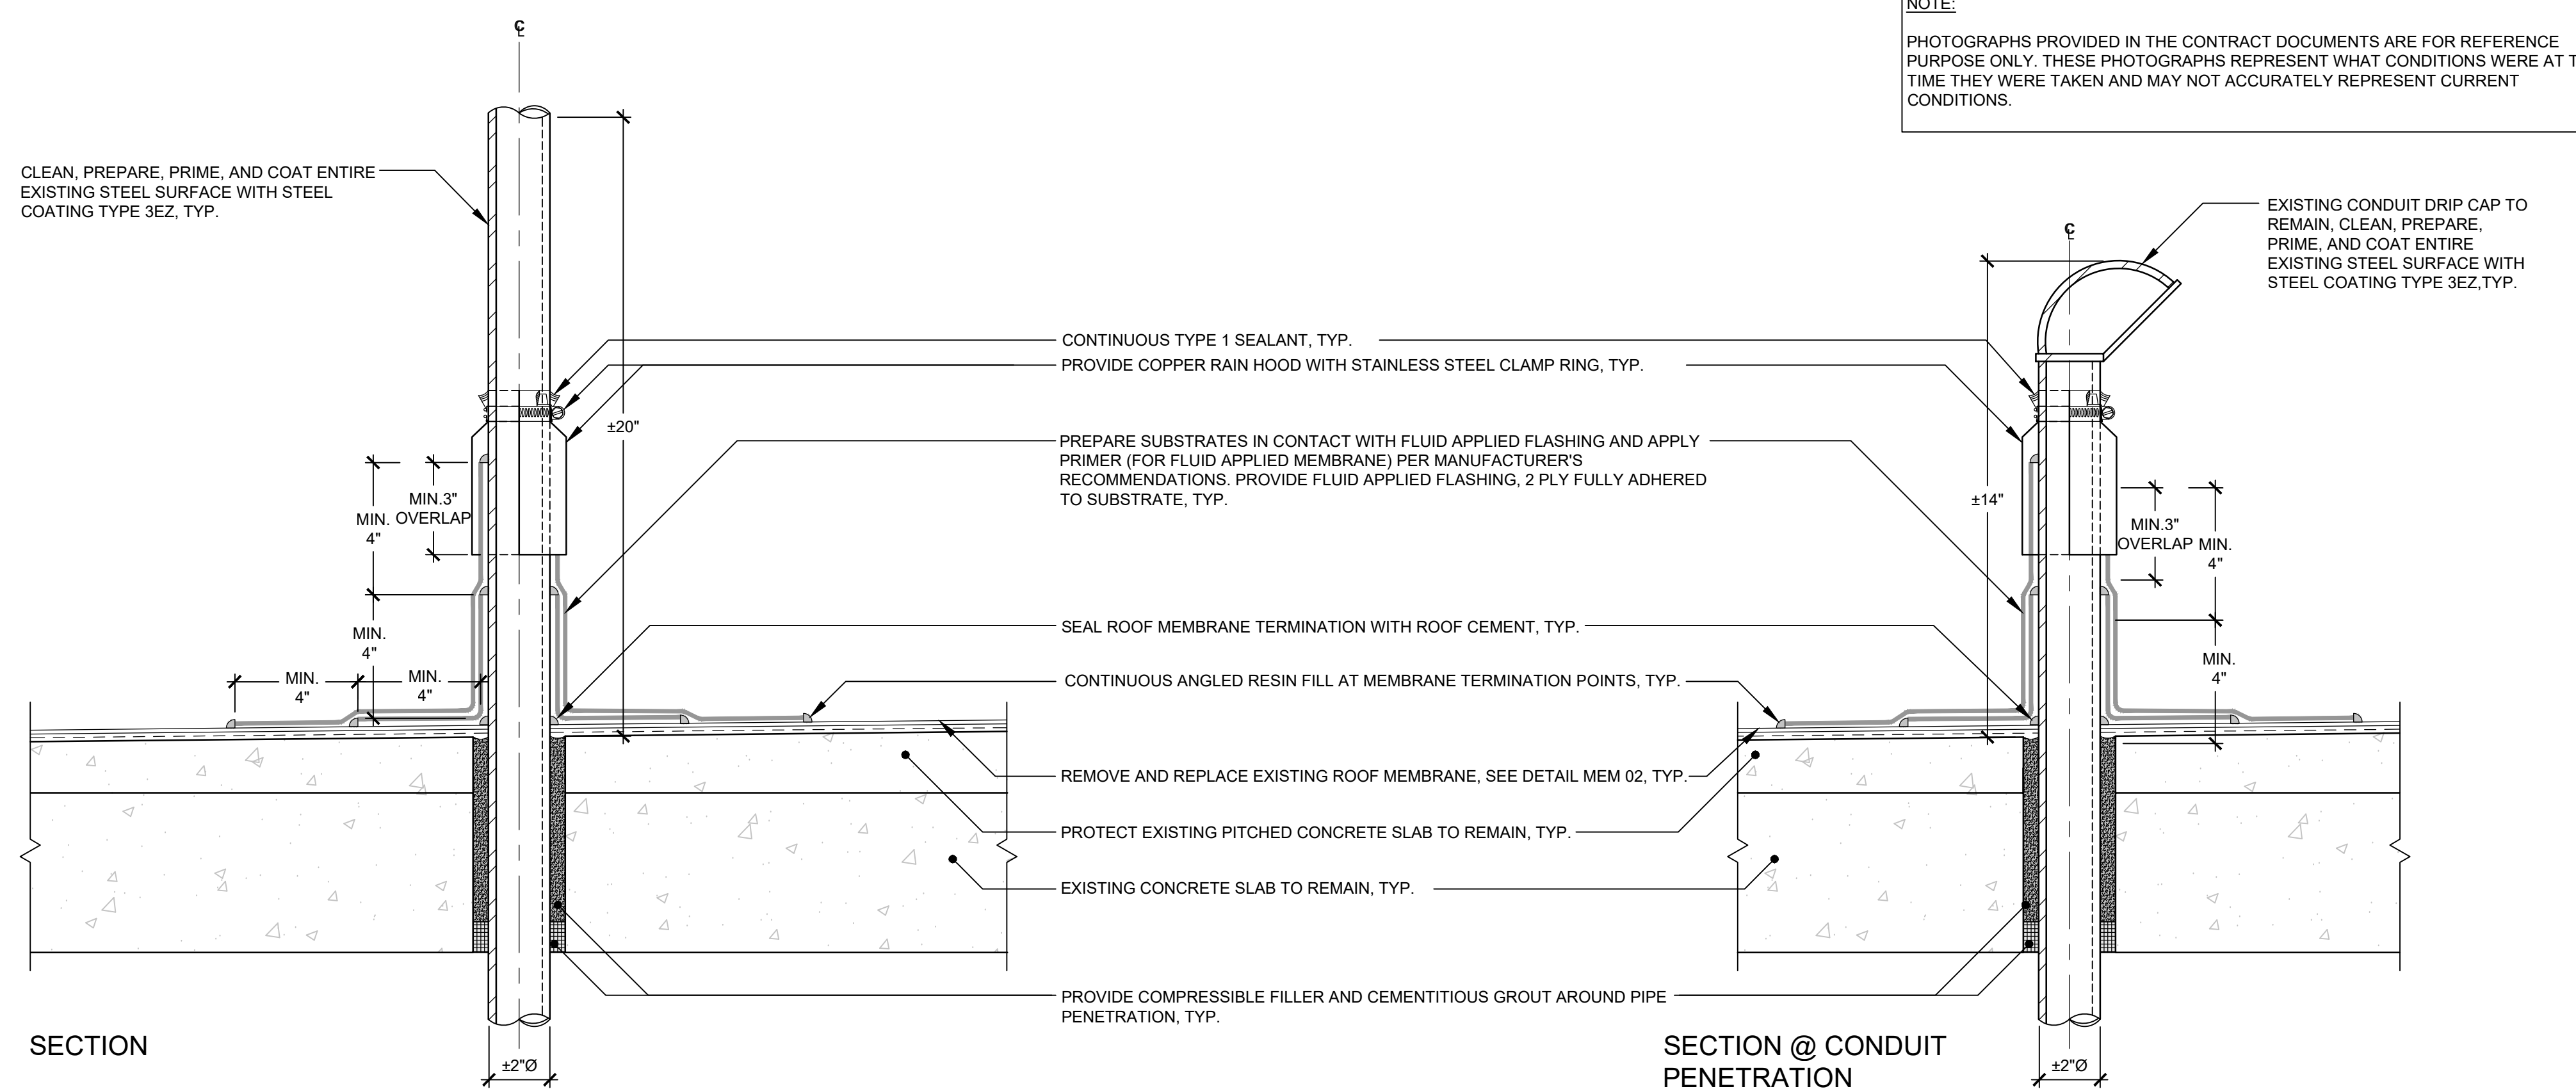 NOTE:
PHOTOGRAPHS PROVIDED IN THE CONTRACT DOCUMENTS ARE FOR REFERENCE
PURPOSE ONLY. THESE PHOTOGRAPHS REPRESENT WHAT CONDITIONS WERE AT
TIME THEY WERE TAKEN AND MAY NOT ACCURATELY REPRESENT CURRENT
CONDITIONS.
CLEAN, PREPARE, PRIME, AND COAT ENTIRE
EXISTING STEEL SURFACE WITH STEEL
COATING TYPE 3EZ, TYP.
±20"
MIN.3"
OVERLAP
MIN.
4"
MIN.
4"
MIN.
4"
MIN.
4"
SECTION
±2"Ø
CONTINUOUS TYPE 1 SEALANT, TYP.
PROVIDE COPPER RAIN HOOD WITH STAINLESS STEEL CLAMP RING, TYP.
PREPARE SUBSTRATES IN CONTACT WITH FLUID APPLIED FLASHING AND APPLY
PRIMER (FOR FLUID APPLIED MEMBRANE) PER MANUFACTURER'S
RECOMMENDATIONS. PROVIDE FLUID APPLIED FLASHING, 2 PLY FULLY ADHERED
TO SUBSTRATE, TYP.
SEAL ROOF MEMBRANE TERMINATION WITH ROOF CEMENT, TYP.
CONTINUOUS ANGLED RESIN FILL AT MEMBRANE TERMINATION POINTS, TYP.
REMOVE AND REPLACE EXISTING ROOF MEMBRANE, SEE DETAIL MEM 02, TYP.
PROTECT EXISTING PITCHED CONCRETE SLAB TO REMAIN, TYP.
EXISTING CONCRETE SLAB TO REMAIN, TYP.
PROVIDE COMPRESSIBLE FILLER AND CEMENTITIOUS GROUT AROUND PIPE
PENETRATION, TYP.
EXISTING CONDUIT DRIP CAP TO
REMAIN, CLEAN, PREPARE,
PRIME, AND COAT ENTIRE
EXISTING STEEL SURFACE WITH
STEEL COATING TYPE 3EZ,TYP.
±14"
MIN.3"
OVERLAP
MIN.
4"
MIN.
4"
SECTION @ CONDUIT
PENETRATION
±2"Ø